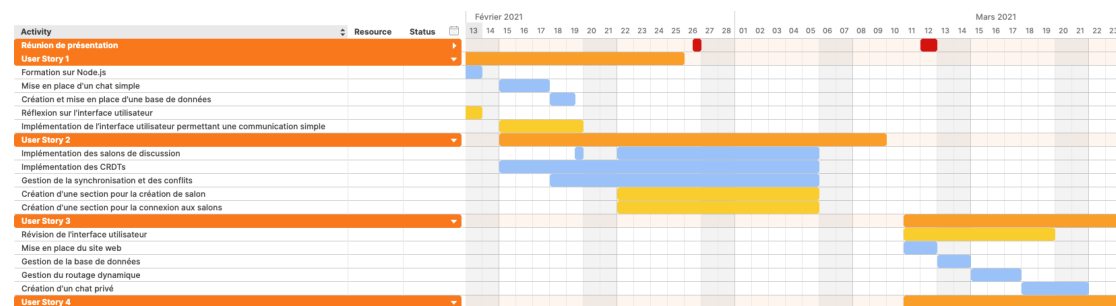 Février 2021 Mars 2021
Activity Resource Status 13 14 15 16 17 18 19 20 21 22 23 24 25 26 27 28 01 02 03 04 05 06 07 08 09 10 11 12 13 14 15 16 17 18 19 20 21 22 23
Réunion de présentation
User Story 1
Formation sur Node.js
Mise en place d'un chat simple
Création et mise en place d'une base de données
Réflexion sur l'interface utilisateur
Implémentation de l'interface utilisateur permettant une communication simple
User Story 2
Implémentation des salons de discussion
Implémentation des CRDTs
Gestion de la synchronisation et des conflits
Création d'une section pour la création de salon
Création d'une section pour la connexion aux salons
User Story 3
Révision de l'interface utilisateur
Mise en place du site web
Gestion de la base de données
Gestion du routage dynamique
Création d'un chat privé
User Story 4